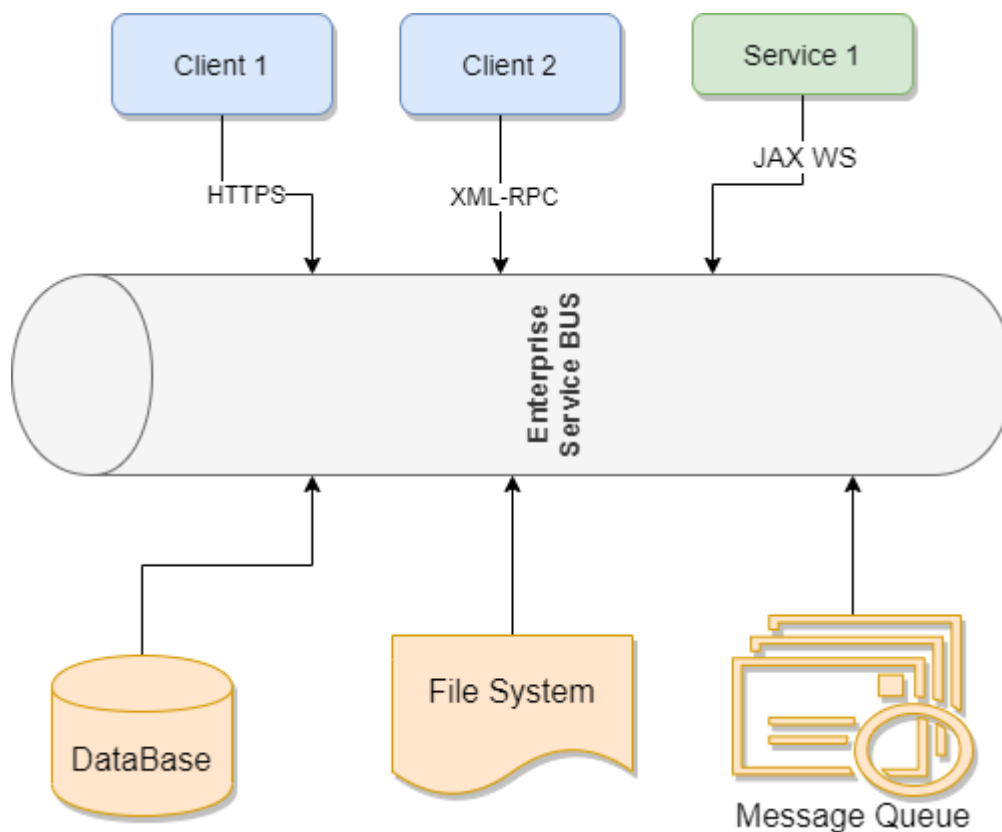 Client 1
Client 2
Service 1
HTTPS
XML-RPC
JAX WS
Enterprise
Service BUS
DataBase
File System
Message Queue